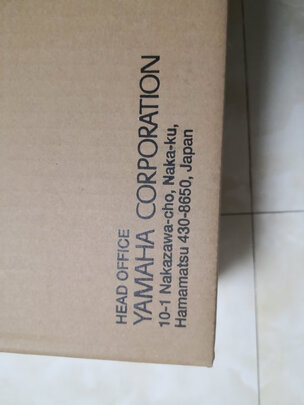 HEAD OFFICE
YAMAHA CORPORATION
10-1 Nakazawa-cho, Naka-ku,
Hamamatsu 430-8650, Japan